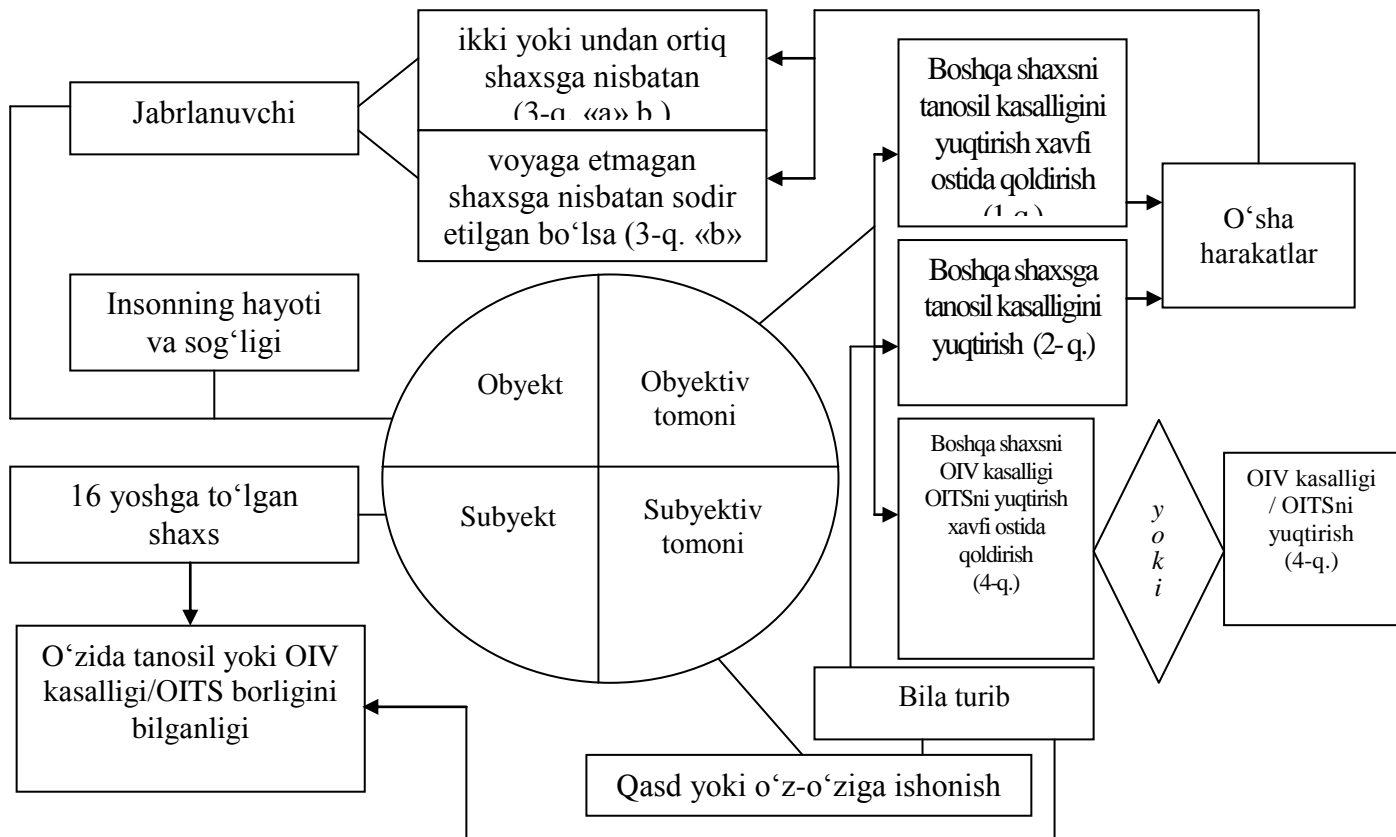 ikki yoki undan ortiq
shaxsga nisbatan
(3-q. «a» b.)
Jabrlanuvchi
voyaga etmagan
shaxsga nisbatan sodir
etilgan bo‘lsa (3-q. «b»
Boshqa shaxsni
tanosil kasalligini
yuqtirish xavfi
ostida qoldirish
(1-q.)
O‘sha
harakatlar
Insonning hayoti
va sog‘ligi
Boshqa shaxsga
tanosil kasalligini
yuqtirish (2- q.)
Obyekt
Obyektiv
tomoni
16 yoshga to‘lgan
shaxs
Subyekt
Subyektiv
tomoni
Boshqa shaxsni
OIV kasalligi
OITSni yuqtirish
xavfi ostida
qoldirish
(4-q.)
y
o
k
i
OIV kasalligi
/ OITSni
yuqtirish
(4-q.)
O‘zida tanosil yoki OIV
kasalligi/OITS borligini
bilganligi
Bila turib
Qasd yoki o‘z-o‘ziga ishonish